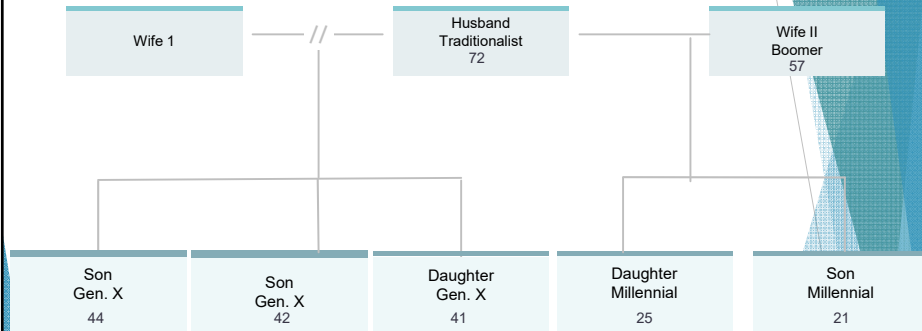 Wife 1
//
Husband
Traditionalist
72
Wife II
Boomer
57
Son
Gen. X
44
Son
Gen. X
42
Daughter
Gen. X
41
Daughter
Millennial
25
Son
Millennial
21